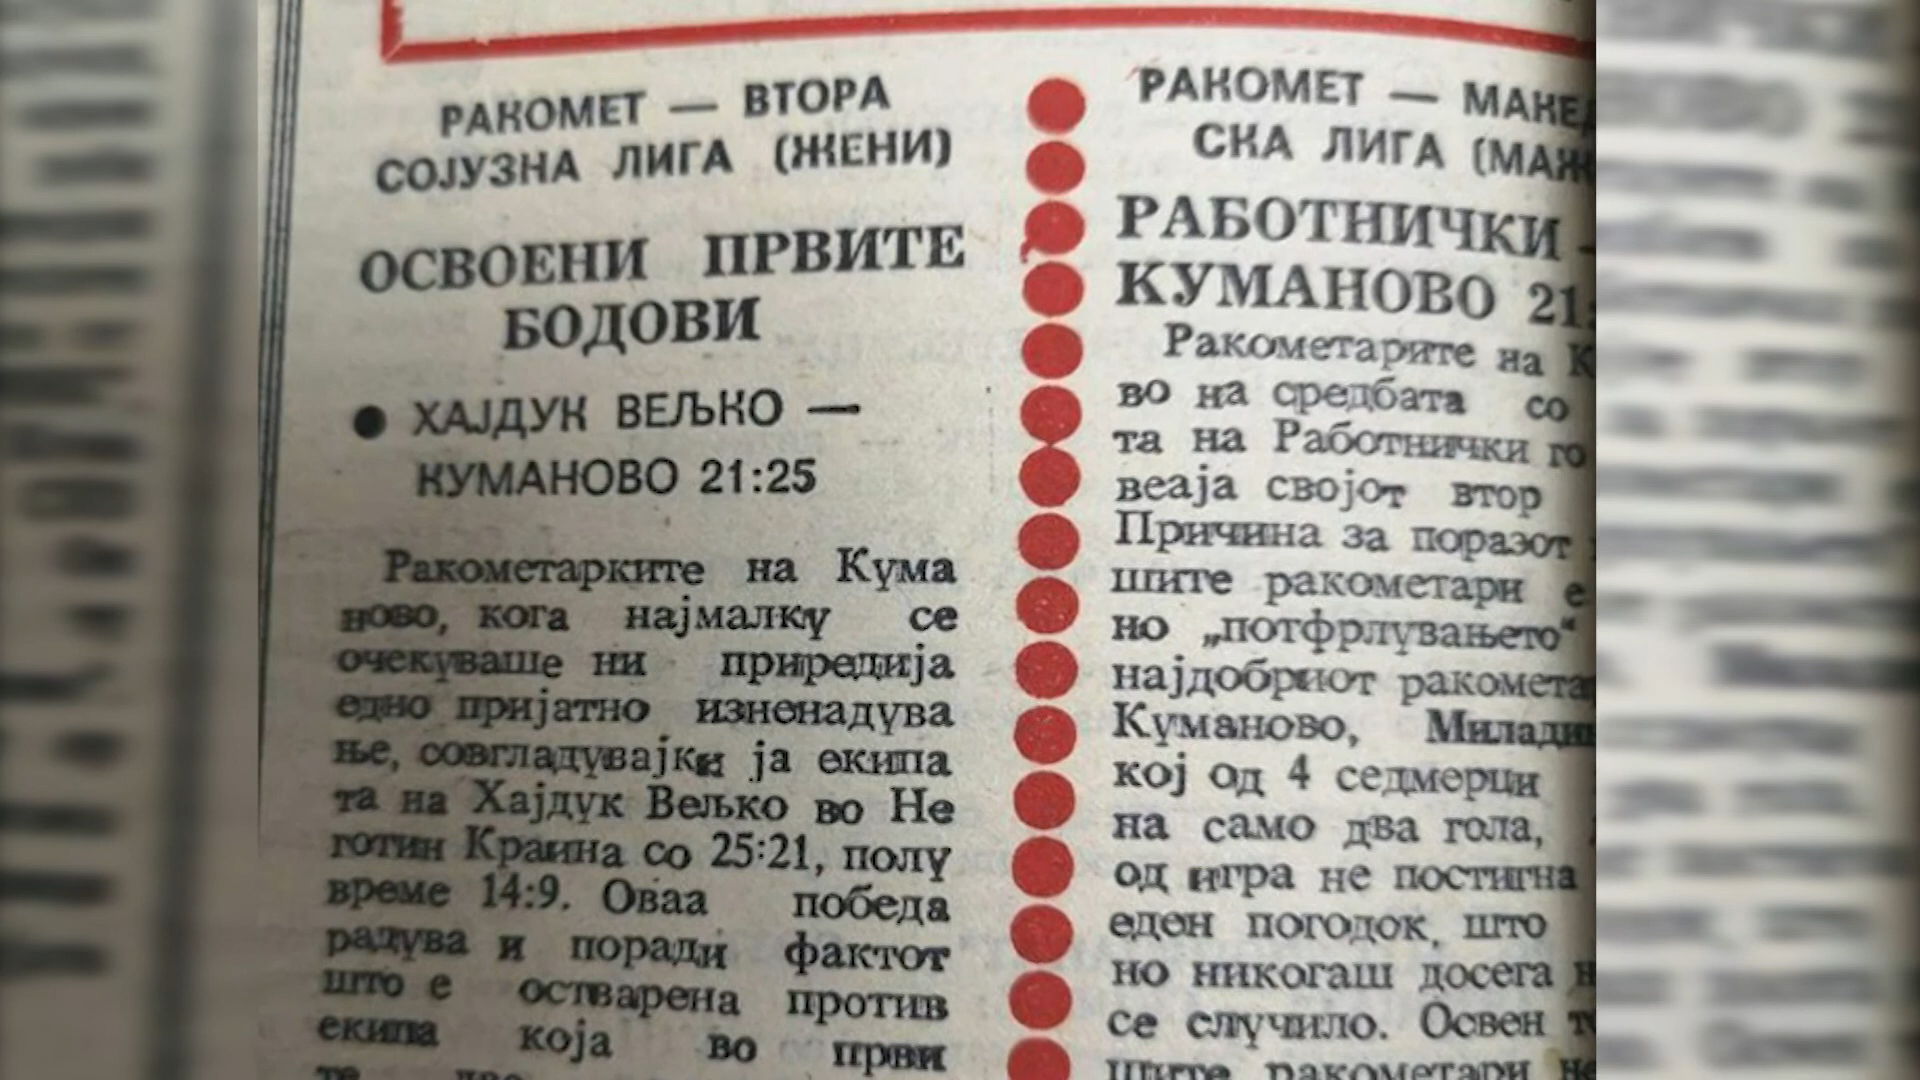 РАКОМЕТ — ВТОРА
СОЈУЗНА ЛИГА (ЖЕНИ)
ОСВОЕНИ ПРВИТЕ
БОДОВИ
● ХАЈДУК ВЕЉКО —
КУМАНОВО 21:25
Ракометарките на Кума
ново, кога најмалку се
очекуваше ни приредија
едно пријатно изненадува
ње, совгладувајки ја екипа
та на Хајдук Вељко во Не
готин Краина со 25:21, полу
време 14:9. Оваа победа
радува и поради фактот
што е остварена против
екипа која во први
те две
РАКОМЕТ — МАКЕД
СКА ЛИГА (МАЖ
РАБОТНИЧКИ -
КУМАНОВО 21:
Ракометарите на К
во на средбата со
та на Работнички го
веаја својот втор
Причина за поразот
шите ракометари е
но „потфрлувањето“
најдобриот ракомета
Куманово, Милади
кој од 4 седмерци
на само два гола,
од игра не постигна
еден погодок, што
но никогаш досега н
се случило. Освен т
шите ракометари не